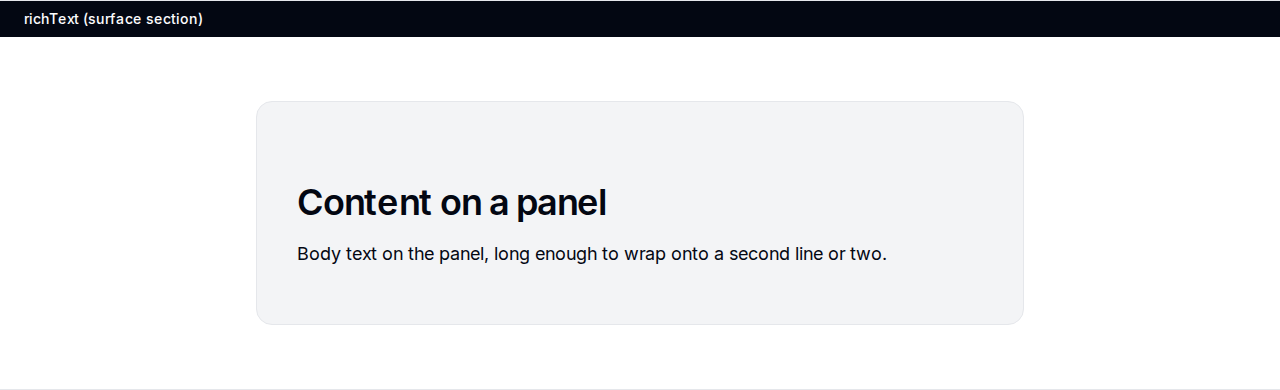 richText (surface section)
Content on a panel
Body text on the panel, long enough to wrap onto a second line or two.